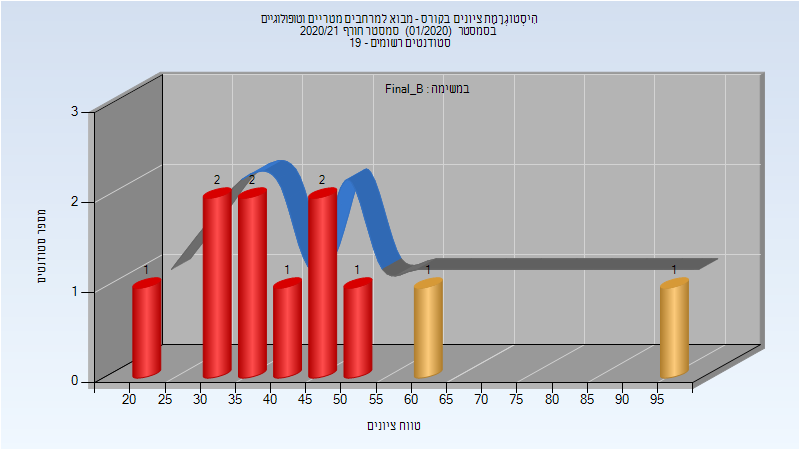 היסטוגרמת ציונים בקורס - מבוא למרחבים מטריים וטופולוגיים
בסמסטר (01/2020) סמסטר חורף 2020/21
סטודנטים רשומים - 19
במשימה : Final_B
מספר סטודנטים
3
2
1
0
1
2
2
1
2
1
1
1
20 25 30 35 40 45 50 55 60 65 70 75 80 85 90 95
טווח ציונים